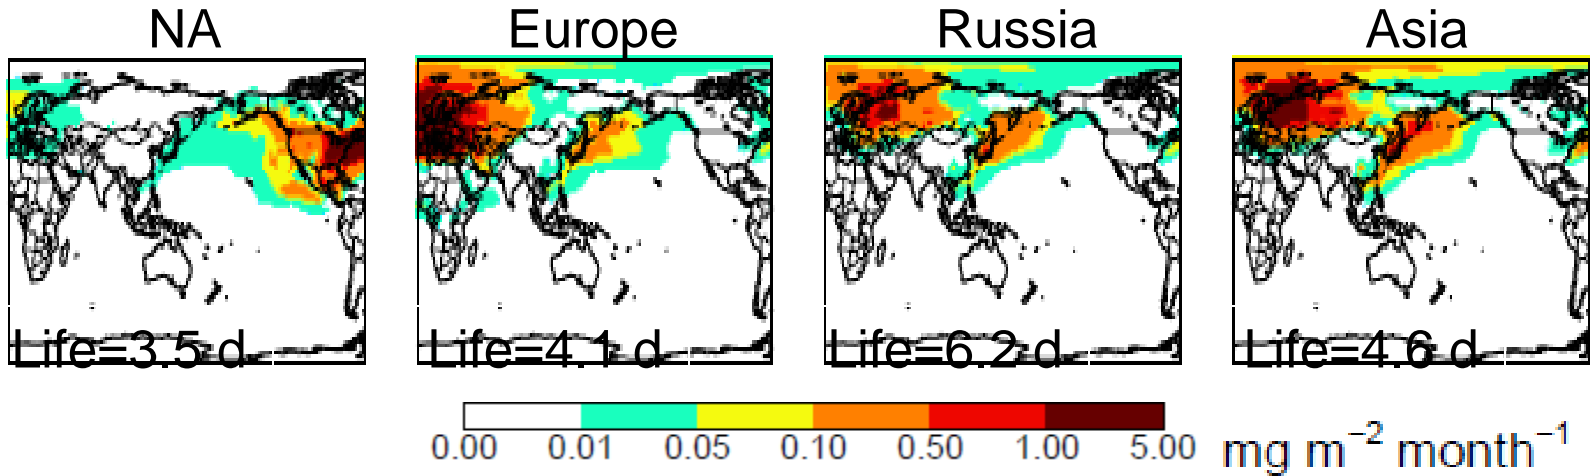 NA Europe Russia Asia
Life=3.5 d Life=4.1 d Life=6.2 d Life=4.6 d
0.00 0.01 0.05 0.10 0.50 1.00 5.00 mg m⁻² month⁻¹